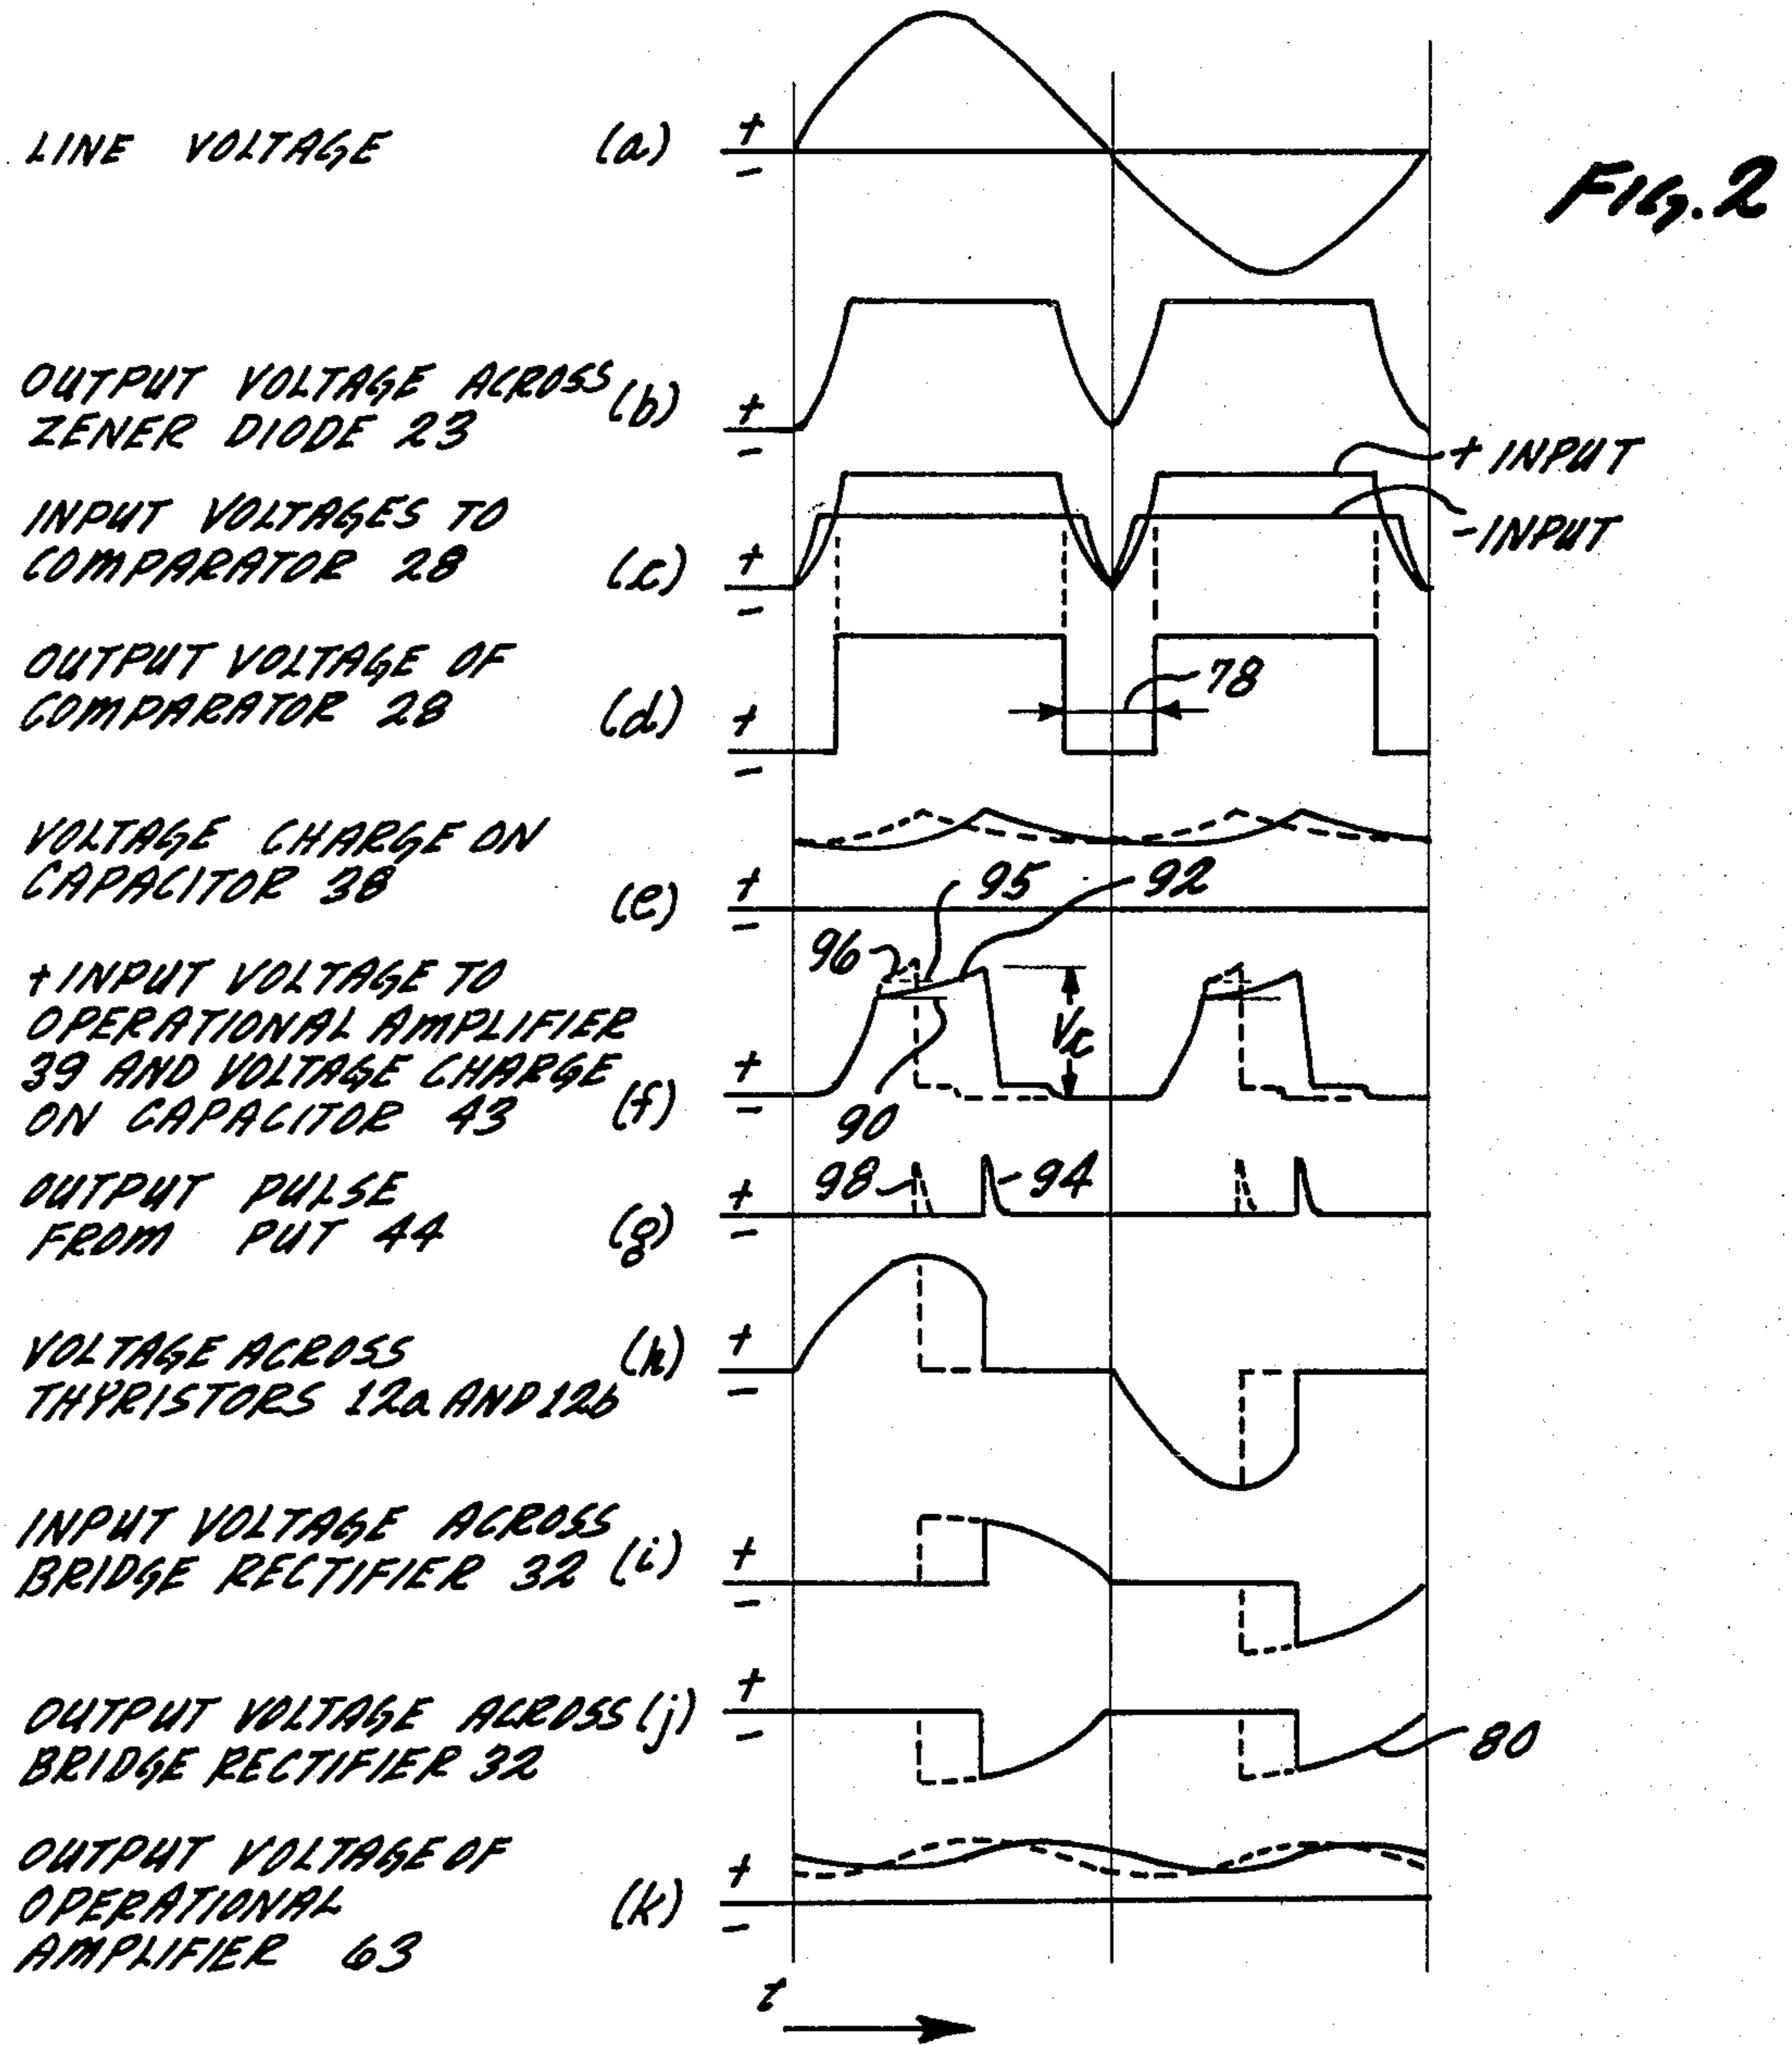 FIG. 2
LINE VOLTAGE (a) + −
OUTPUT VOLTAGE ACROSS
ZENER DIODE 23 (b) + −
+ INPUT
INPUT VOLTAGES TO
COMPARATOR 28 (c) + −
− INPUT
OUTPUT VOLTAGE OF
COMPARATOR 28 (d) + −
78
VOLTAGE CHARGE ON
CAPACITOR 38 (e) + −
95 92
96
+ INPUT VOLTAGE TO
OPERATIONAL AMPLIFIER
39 AND VOLTAGE CHARGE
ON CAPACITOR 43 (f) + −
Vc
90
OUTPUT PULSE
FROM PUT 44 (g) + −
98 94
VOLTAGE ACROSS
THYRISTORS 12a AND 12b (h) + −
INPUT VOLTAGE ACROSS
BRIDGE RECTIFIER 32 (i) + −
OUTPUT VOLTAGE ACROSS
BRIDGE RECTIFIER 32 (j) + −
80
OUTPUT VOLTAGE OF
OPERATIONAL
AMPLIFIER 63 (k) + −
t